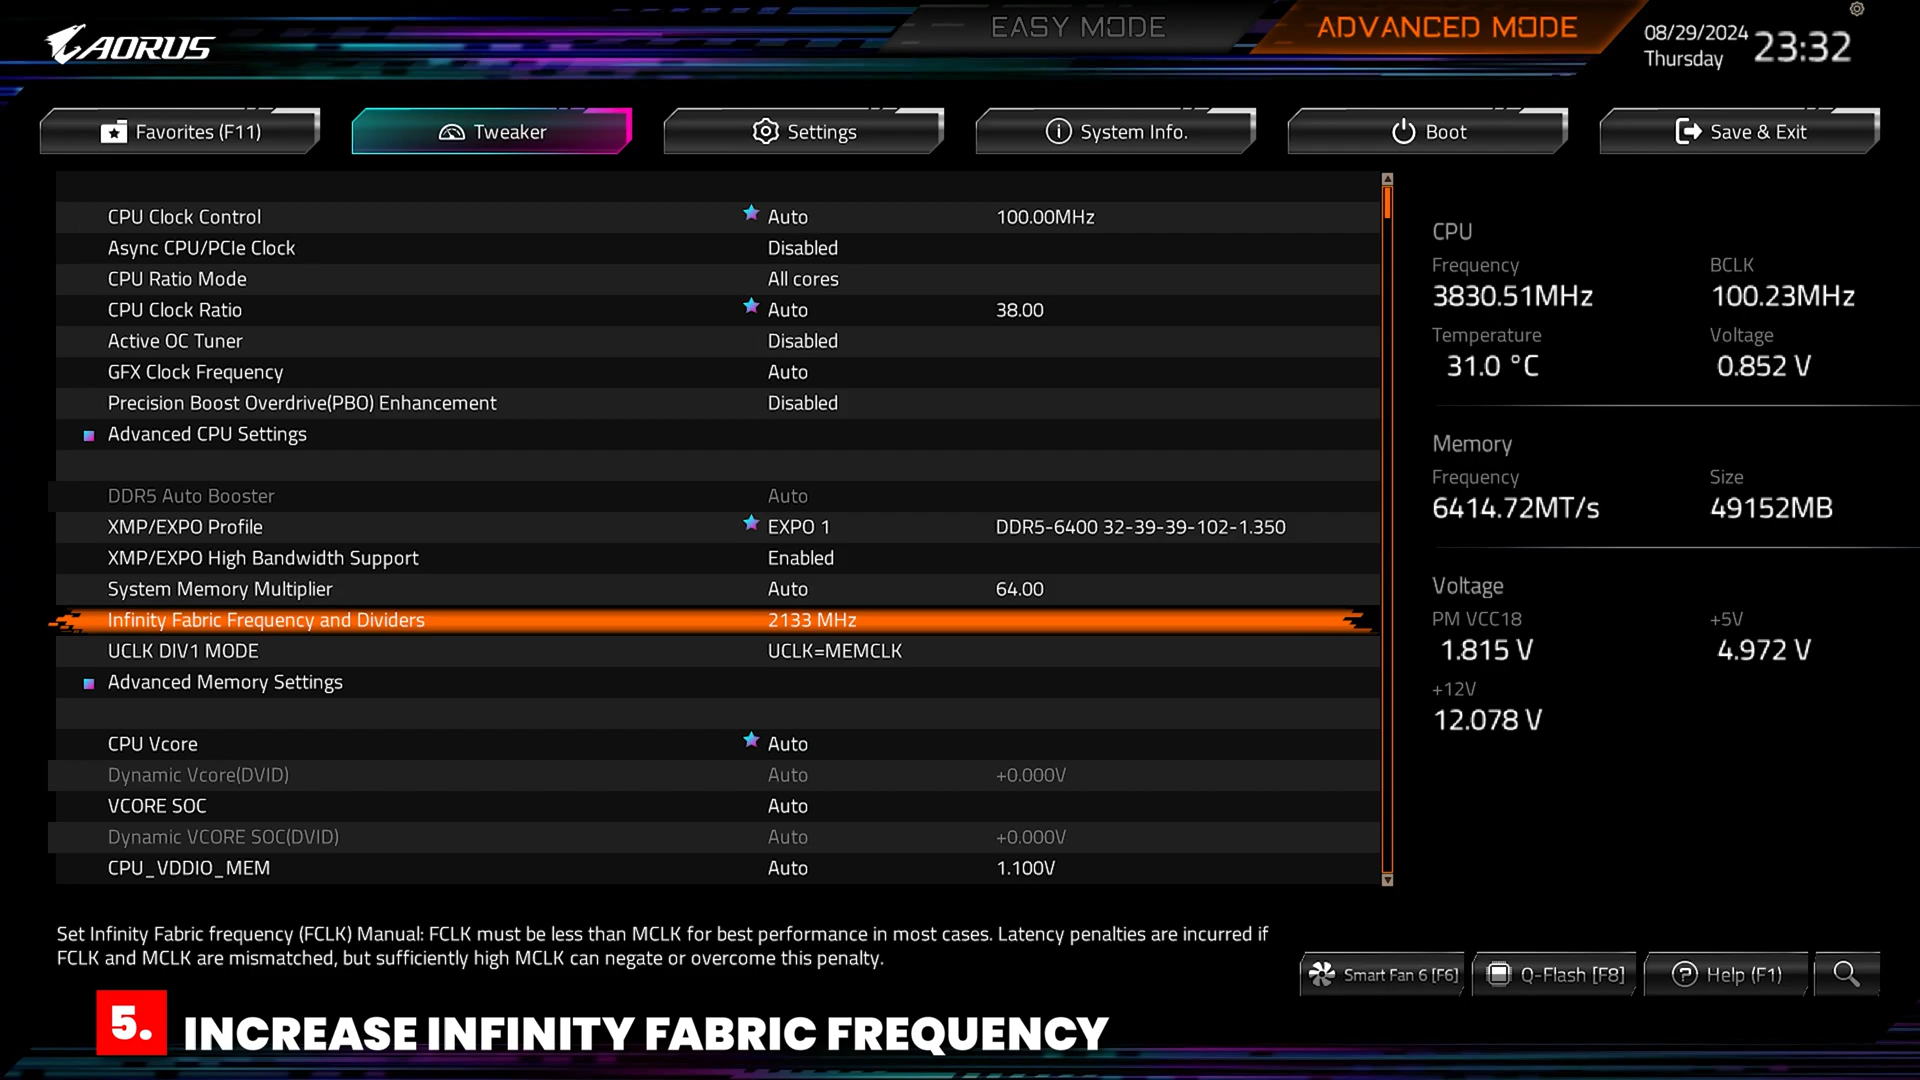 AORUS
EASY MODE
ADVANCED MODE
08/29/2024
Thursday
23:32
Favorites (F11)
Tweaker
Settings
System Info.
Boot
Save & Exit
CPU Clock Control Auto 100.00MHz
Async CPU/PCIe Clock Disabled
CPU Ratio Mode All cores
CPU Clock Ratio Auto 38.00
Active OC Tuner Disabled
GFX Clock Frequency Auto
Precision Boost Overdrive(PBO) Enhancement Disabled
Advanced CPU Settings
DDR5 Auto Booster Auto
XMP/EXPO Profile EXPO 1 DDR5-6400 32-39-39-102-1.350
XMP/EXPO High Bandwidth Support Enabled
System Memory Multiplier Auto 64.00
Infinity Fabric Frequency and Dividers 2133 MHz
UCLK DIV1 MODE UCLK=MEMCLK
Advanced Memory Settings
CPU Vcore Auto
Dynamic Vcore(DVID) Auto +0.000V
VCORE SOC Auto
Dynamic VCORE SOC(DVID) Auto +0.000V
CPU_VDDIO_MEM Auto 1.100V
CPU
Frequency BCLK
3830.51MHz 100.23MHz
Temperature Voltage
31.0 °C 0.852 V
Memory
Frequency Size
6414.72MT/s 49152MB
Voltage
PM VCC18 +5V
1.815 V 4.972 V
+12V
12.078 V
Set Infinity Fabric frequency (FCLK) Manual: FCLK must be less than MCLK for best performance in most cases. Latency penalties are incurred if
FCLK and MCLK are mismatched, but sufficiently high MCLK can negate or overcome this penalty.
Smart Fan 6 [F6]
Q-Flash [F8]
Help (F1)
5. INCREASE INFINITY FABRIC FREQUENCY